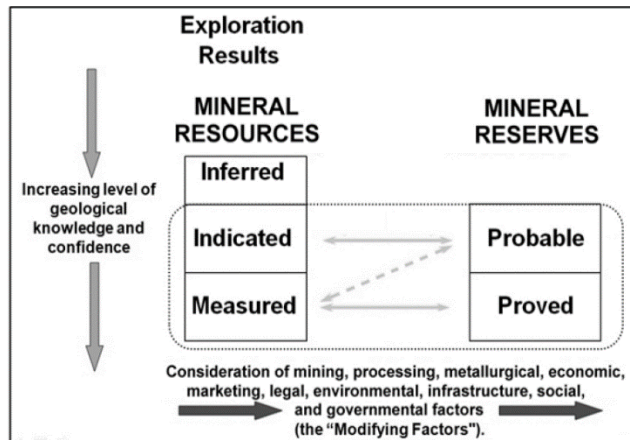 Exploration
Results
MINERAL
RESOURCES
MINERAL
RESERVES
Inferred
Increasing level of
geological
knowledge and
confidence
Indicated
Probable
Measured
Proved
Consideration of mining, processing, metallurgical, economic,
marketing, legal, environmental, infrastructure, social,
and governmental factors
(the “Modifying Factors").